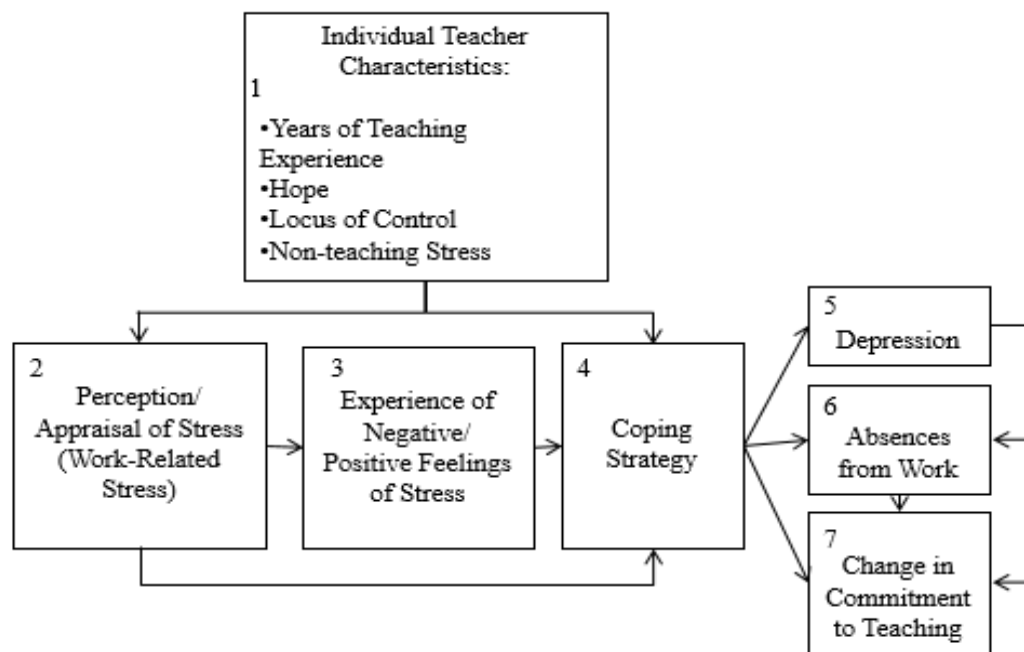 Individual Teacher
Characteristics:
1
•Years of Teaching
Experience
•Hope
•Locus of Control
•Non-teaching Stress
2
Perception/
Appraisal of Stress
(Work-Related
Stress)
3
Experience of
Negative/
Positive Feelings
of Stress
4
Coping
Strategy
5
Depression
6
Absences
from Work
7
Change in
Commitment
to Teaching